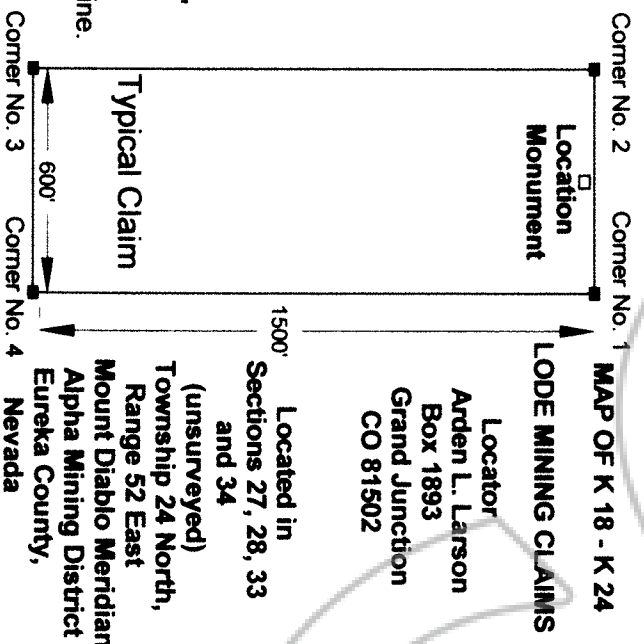 MAP OF K 18 - K 24
LODE MINING CLAIMS
Locator
Arden L. Larson
Box 1893
Grand Junction
CO 81502
Located in
Sections 27, 28, 33
and 34
(unsurveyed)
Township 24 North,
Range 52 East
Mount Diablo Meridian
Alpha Mining District
Eureka County,
Nevada
Corner No. 2
Corner No. 1
Location
Monument
1500'
Typical Claim
600'
Corner No. 3
Corner No. 4
ine.